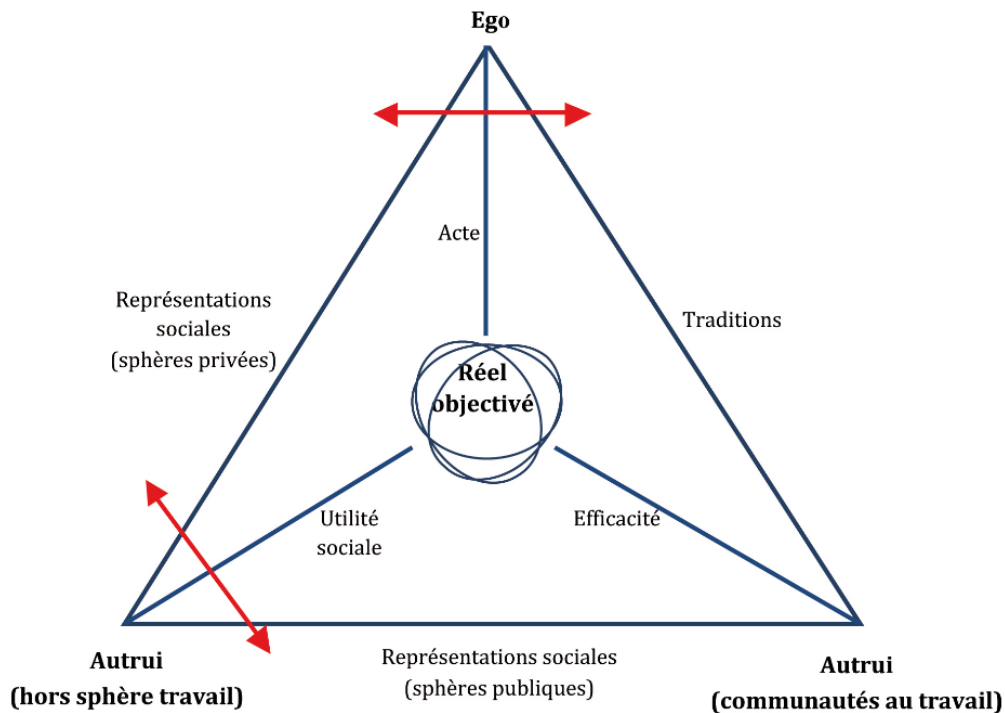 Ego
Acte
Représentations
sociales
(sphères privées)
Traditions
Réel
objectivé
Utilité
sociale
Efficacité
Autrui
(hors sphère travail)
Représentations sociales
(sphères publiques)
Autrui
(communautés au travail)